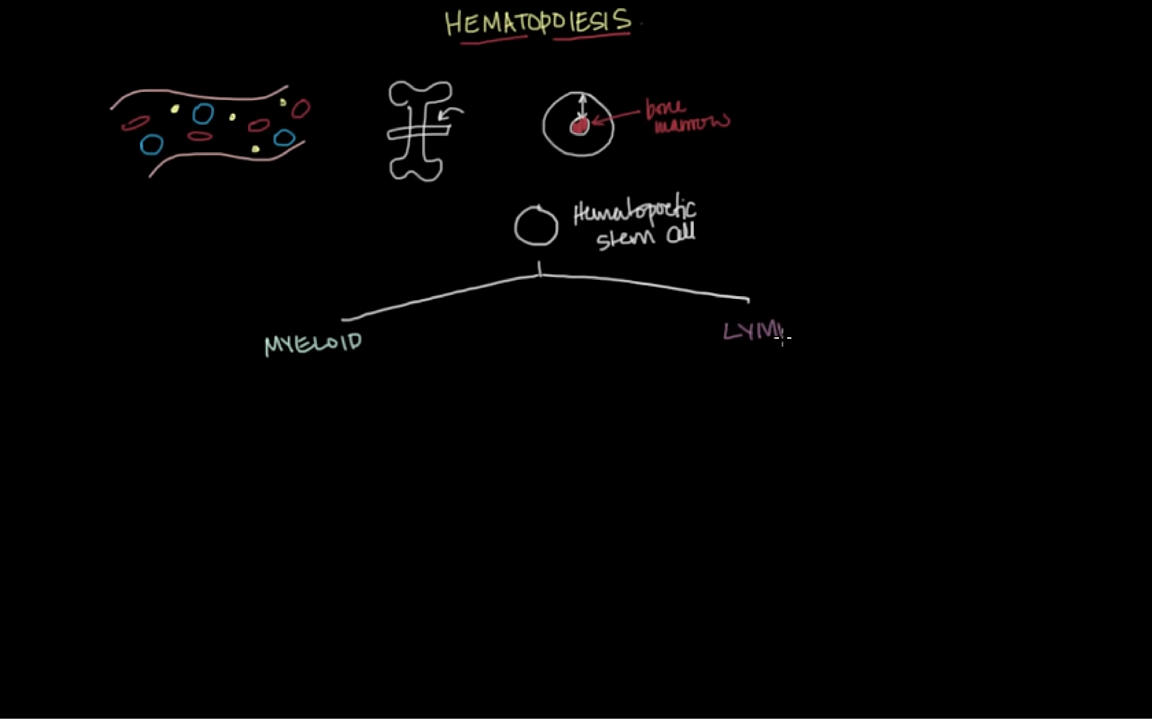 HEMATOPOIESIS
bone
marrow
Hematopoetic
stem cell
MYELOID
LYM